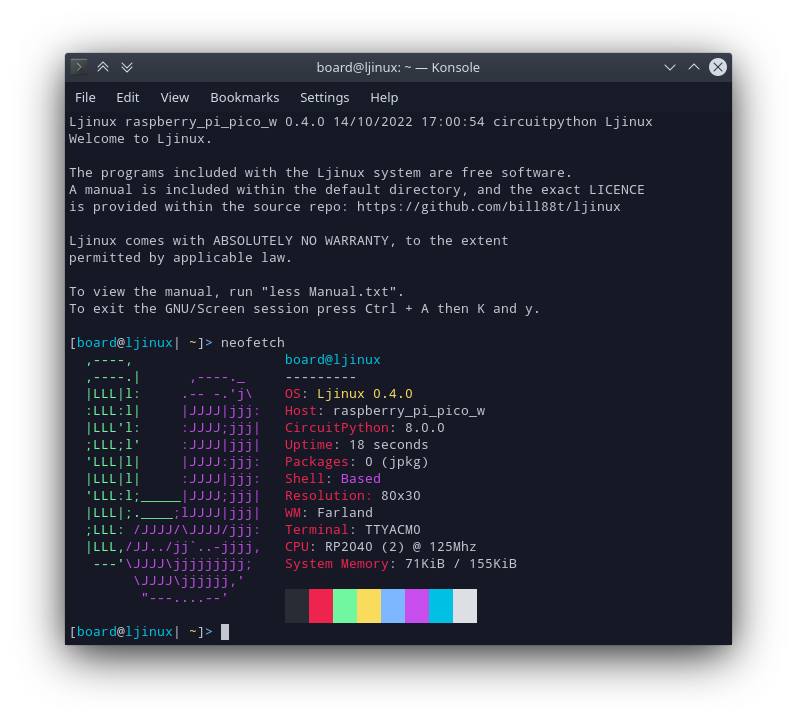 board@ljinux: ~ — Konsole
File Edit View Bookmarks Settings Help
Ljinux raspberry_pi_pico_w 0.4.0 14/10/2022 17:00:54 circuitpython Ljinux
Welcome to Ljinux.
The programs included with the Ljinux system are free software.
A manual is included within the default directory, and the exact LICENCE
is provided within the source repo: https://github.com/bill88t/ljinux
Ljinux comes with ABSOLUTELY NO WARRANTY, to the extent
permitted by applicable law.
To view the manual, run "less Manual.txt".
To exit the GNU/Screen session press Ctrl + A then K and y.
[board@ljinux| ~]> neofetch
  ,----,                   board@ljinux
  ,----.|      ,----._     ---------
  |LLL|l:     .-- -.'j\    OS: Ljinux 0.4.0
  :LLL:l|     |JJJJ|jjj:   Host: raspberry_pi_pico_w
  |LLL'l:     :JJJJ;jjj|   CircuitPython: 8.0.0
  ;LLL;l'     :JJJJ|jjj|   Uptime: 18 seconds
  'LLL|l|     |JJJJ:jjj:   Packages: 0 (jpkg)
  |LLL|l|     :JJJJ|jjj:   Shell: Based
  'LLL:l;_____|JJJJ;jjj|   Resolution: 80x30
  |LLL|;.____;lJJJJ|jjj|   WM: Farland
  ;LLL: /JJJJ/\JJJJ/jjj:   Terminal: TTYACM0
  |LLL,/JJ../jj`..-jjjj,   CPU: RP2040 (2) @ 125Mhz
   ---'\JJJJ\jjjjjjjjj;    System Memory: 71KiB / 155KiB
        \JJJJ\jjjjjj,'
         "---....--'
[board@ljinux| ~]>